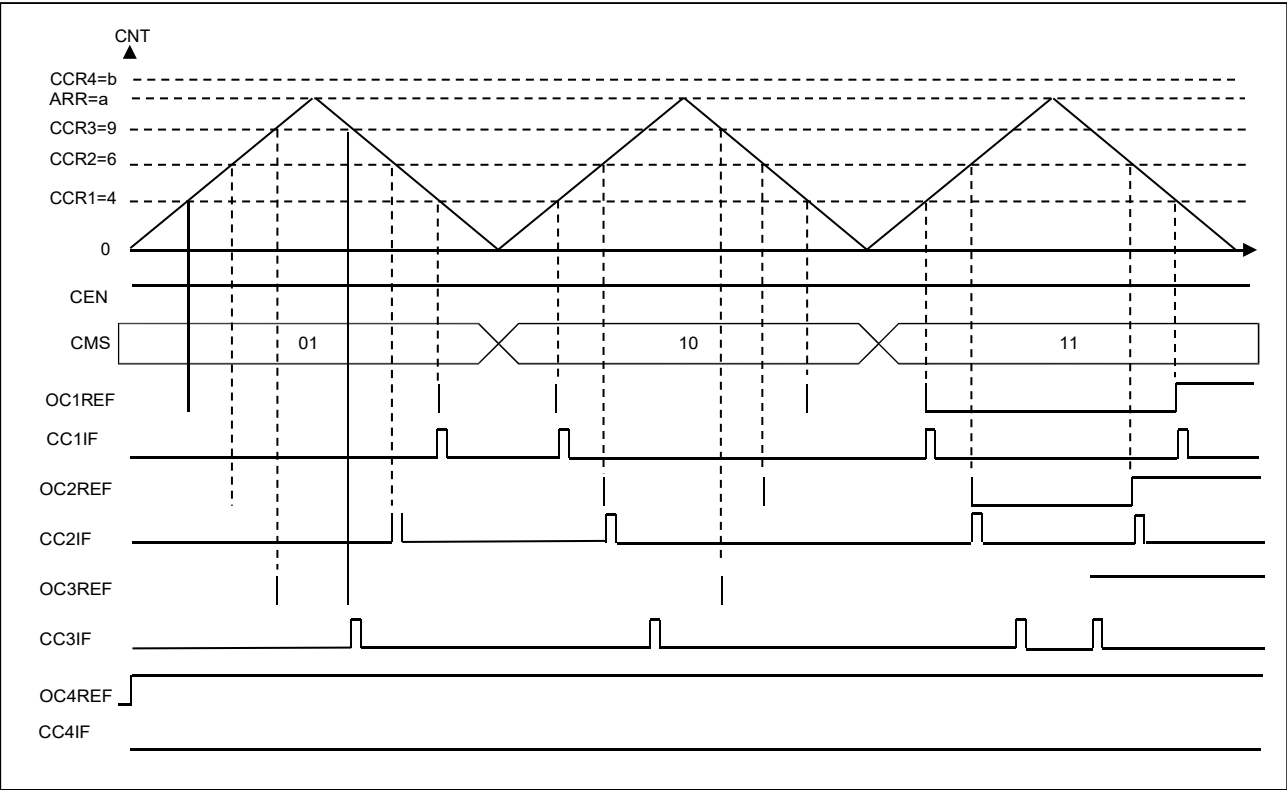 CNT
CCR4=b
ARR=a
CCR3=9
CCR2=6
CCR1=4
0
CEN
CMS 01 10 11
OC1REF
CC1IF
OC2REF
CC2IF
OC3REF
CC3IF
OC4REF
CC4IF